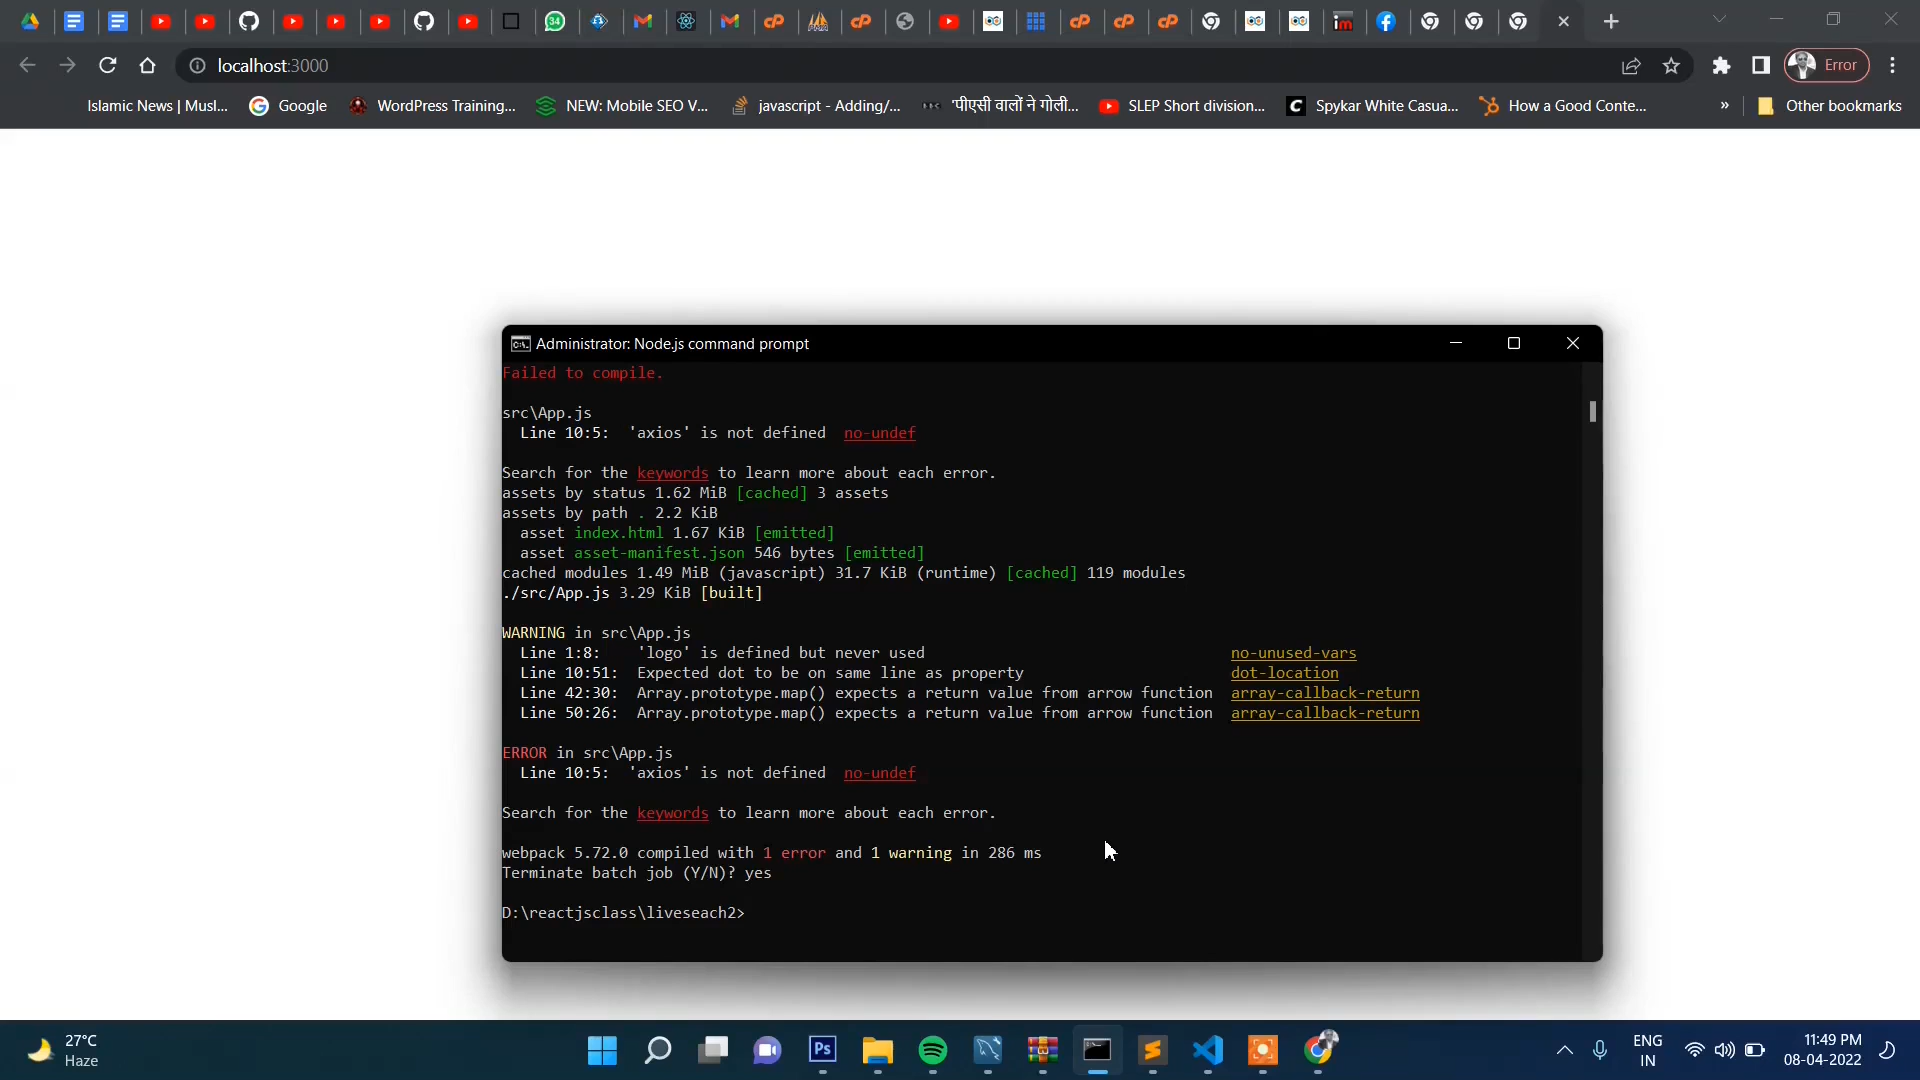 34
localhost:3000
Error
Islamic News | Musl...
Google
WordPress Training...
NEW: Mobile SEO V...
javascript - Adding/...
'पीएसी वालों ने गोली...
SLEP Short division...
Spykar White Casua...
How a Good Conte...
»
Other bookmarks
Administrator: Node.js command prompt
Failed to compile.
src\App.js
Line 10:5: 'axios' is not defined no-undef
Search for the keywords to learn more about each error.
assets by status 1.62 MiB [cached] 3 assets
assets by path . 2.2 KiB
asset index.html 1.67 KiB [emitted]
asset asset-manifest.json 546 bytes [emitted]
cached modules 1.49 MiB (javascript) 31.7 KiB (runtime) [cached] 119 modules
./src/App.js 3.29 KiB [built]
WARNING in src\App.js
Line 1:8: 'logo' is defined but never used no-unused-vars
Line 10:51: Expected dot to be on same line as property dot-location
Line 42:30: Array.prototype.map() expects a return value from arrow function array-callback-return
Line 50:26: Array.prototype.map() expects a return value from arrow function array-callback-return
ERROR in src\App.js
Line 10:5: 'axios' is not defined no-undef
Search for the keywords to learn more about each error.
webpack 5.72.0 compiled with 1 error and 1 warning in 286 ms
Terminate batch job (Y/N)? yes
D:\reactjsclass\liveseach2>
27°C
Haze
Ps
ENG
IN
11:49 PM
08-04-2022